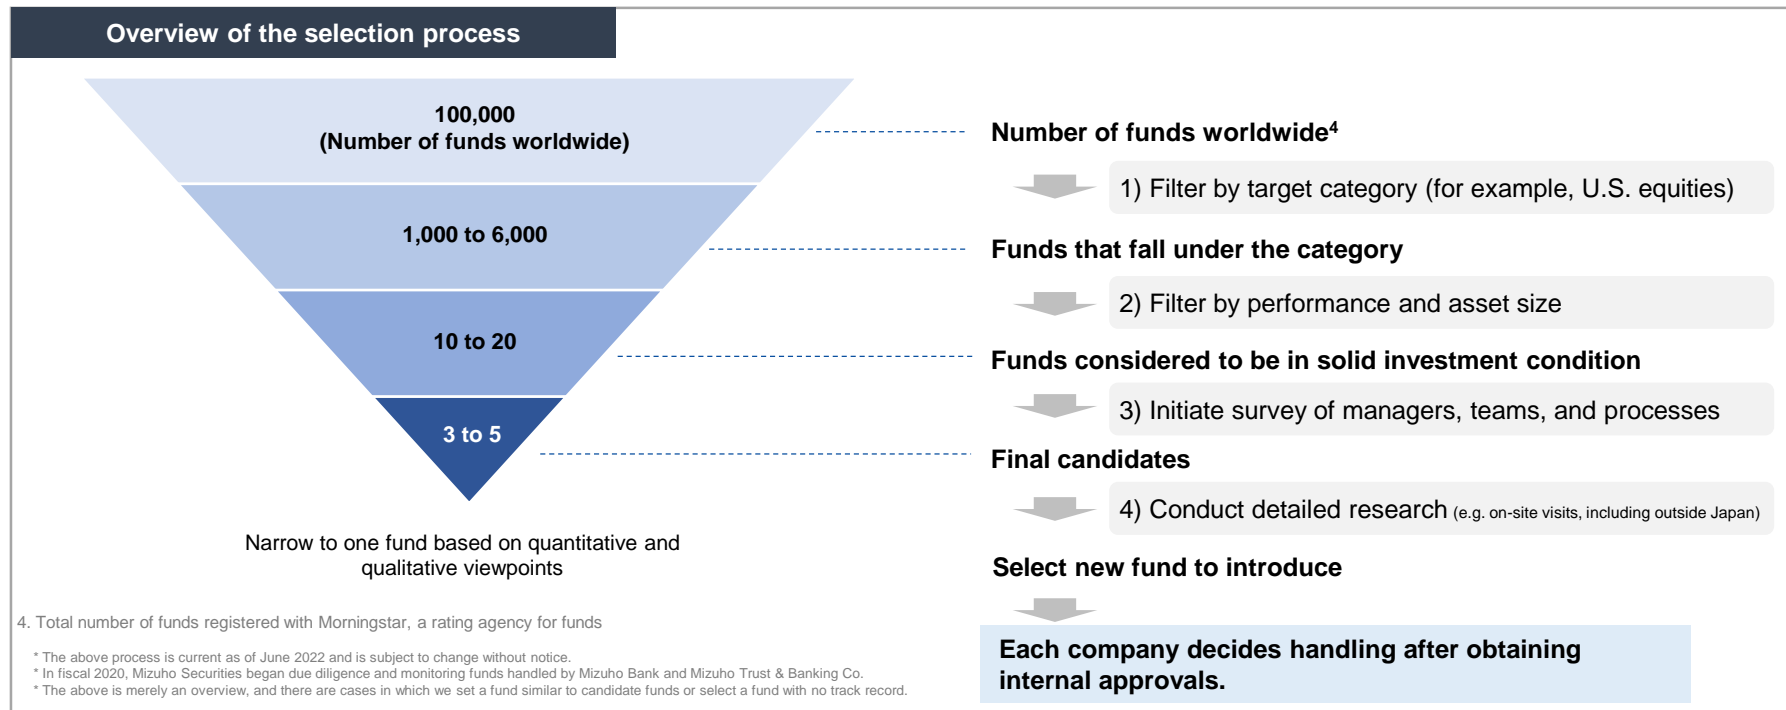 Overview of the selection process
100,000
(Number of funds worldwide)
1,000 to 6,000
10 to 20
3 to 5
Narrow to one fund based on quantitative and
qualitative viewpoints
Number of funds worldwide4
1) Filter by target category (for example, U.S. equities)
Funds that fall under the category
2) Filter by performance and asset size
Funds considered to be in solid investment condition
3) Initiate survey of managers, teams, and processes
Final candidates
4) Conduct detailed research (e.g. on-site visits, including outside Japan)
Select new fund to introduce
Each company decides handling after obtaining
internal approvals.
4. Total number of funds registered with Morningstar, a rating agency for funds
* The above process is current as of June 2022 and is subject to change without notice.
* In fiscal 2020, Mizuho Securities began due diligence and monitoring funds handled by Mizuho Bank and Mizuho Trust & Banking Co.
* The above is merely an overview, and there are cases in which we set a fund similar to candidate funds or select a fund with no track record.